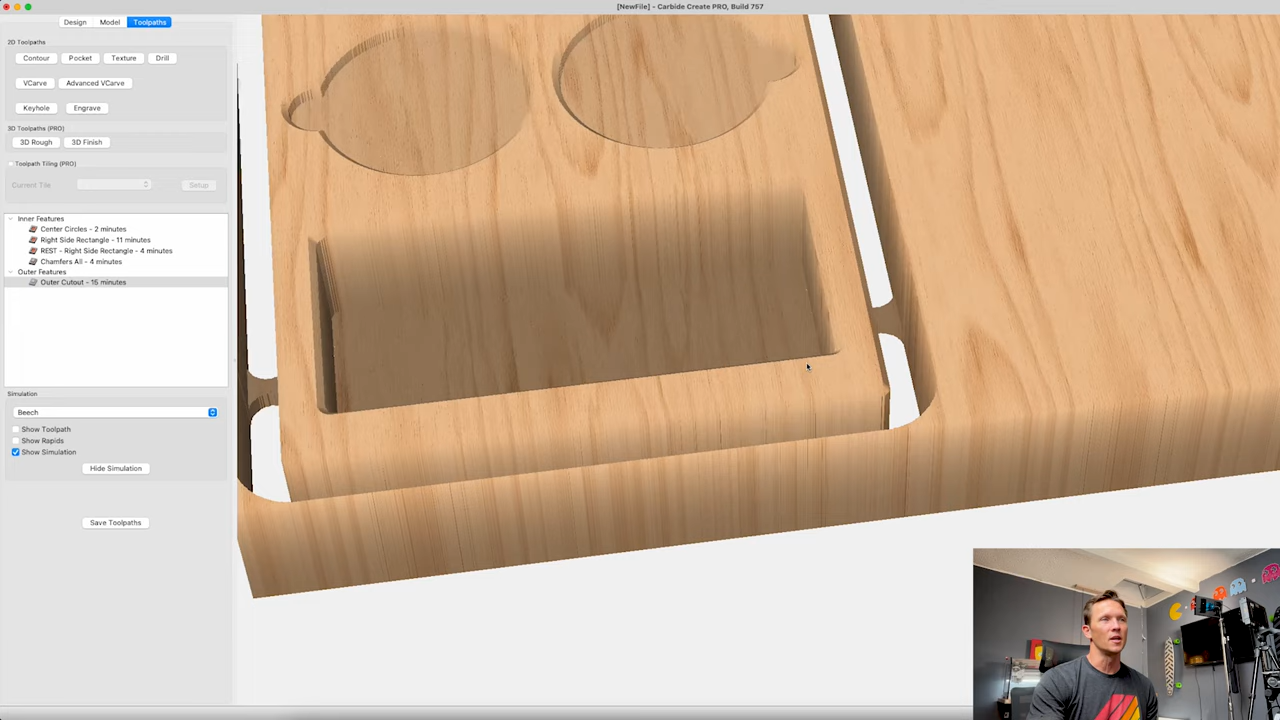 [NewFile] - Carbide Create PRO, Build 757
Design Model Toolpaths
2D Toolpaths
Contour Pocket Texture Drill
VCarve Advanced VCarve
Keyhole Engrave
3D Toolpaths (PRO)
3D Rough 3D Finish
Toolpath Tiling (PRO)
Current Tile Setup
Inner Features
Center Circles - 2 minutes
Right Side Rectangle - 11 minutes
REST - Right Side Rectangle - 4 minutes
Chamfers All - 4 minutes
Outer Features
Outer Cutout - 15 minutes
Simulation
Beech
Show Toolpath
Show Rapids
Show Simulation
Hide Simulation
Save Toolpaths